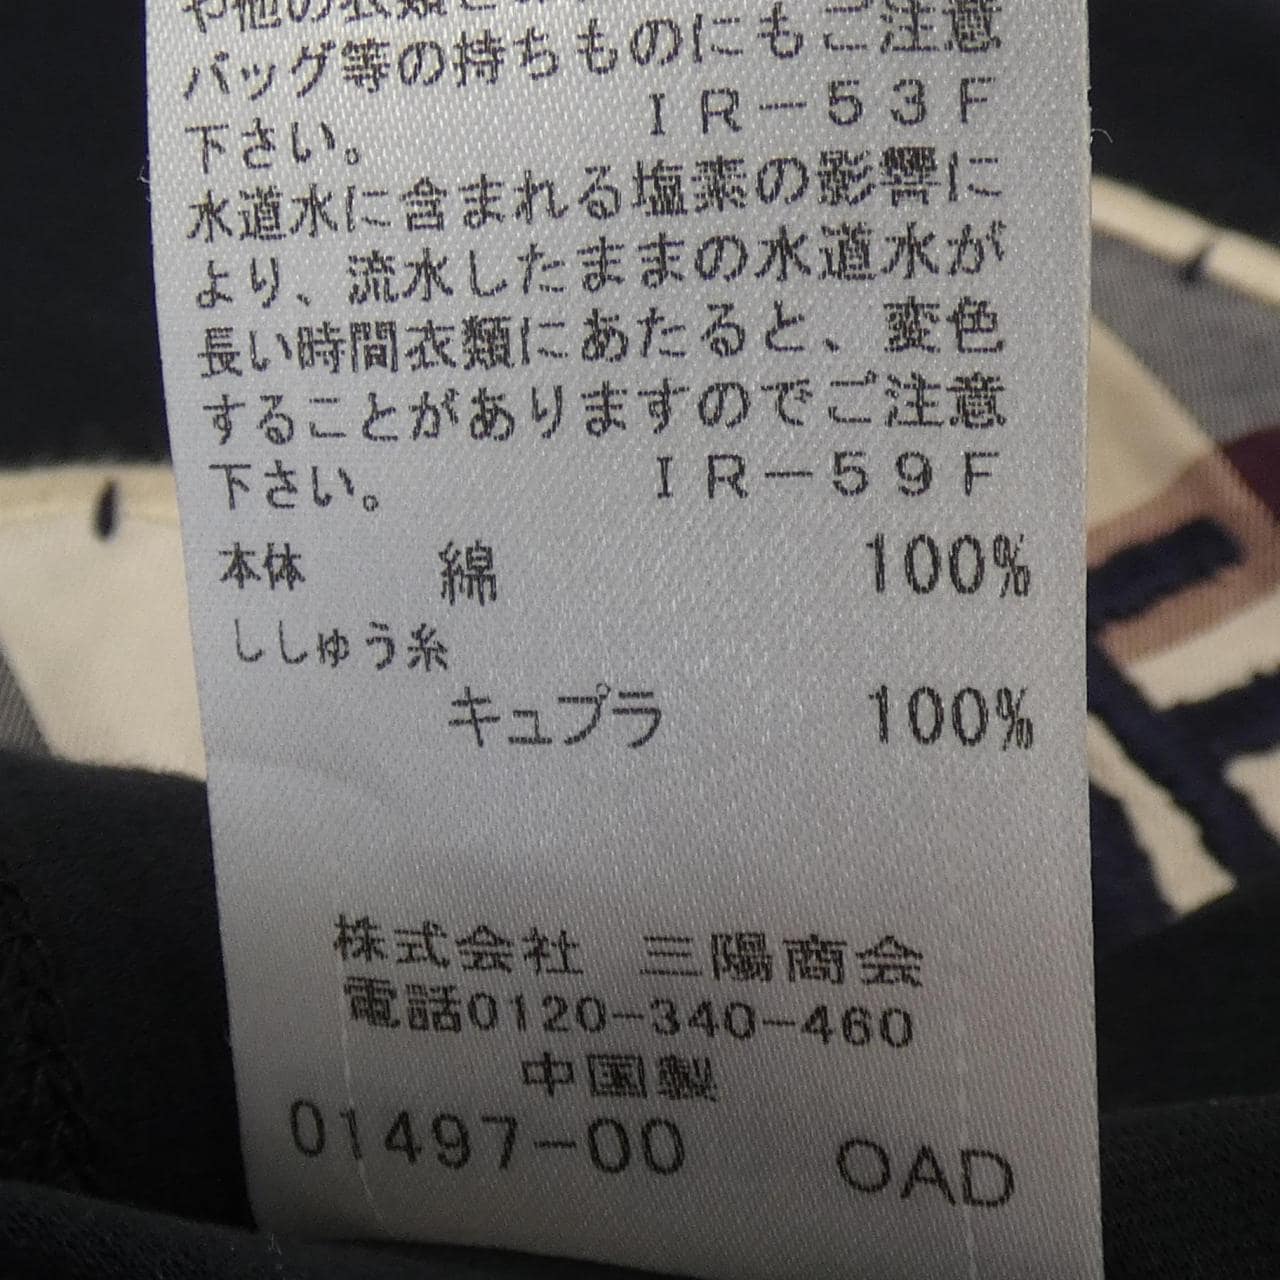 や他の衣類と
バッグ等の持ちものにもご注意
下さい。 IR-53F
水道水に含まれる塩素の影響に
より、流水したままの水道水が
長い時間衣類にあたると、変色
することがありますのでご注意
下さい。 IR-59F
本体 綿 100%
ししゅう糸
キュプラ 100%
株式会社 三陽商会
電話0120-340-460
中国製
01497-00 OAD